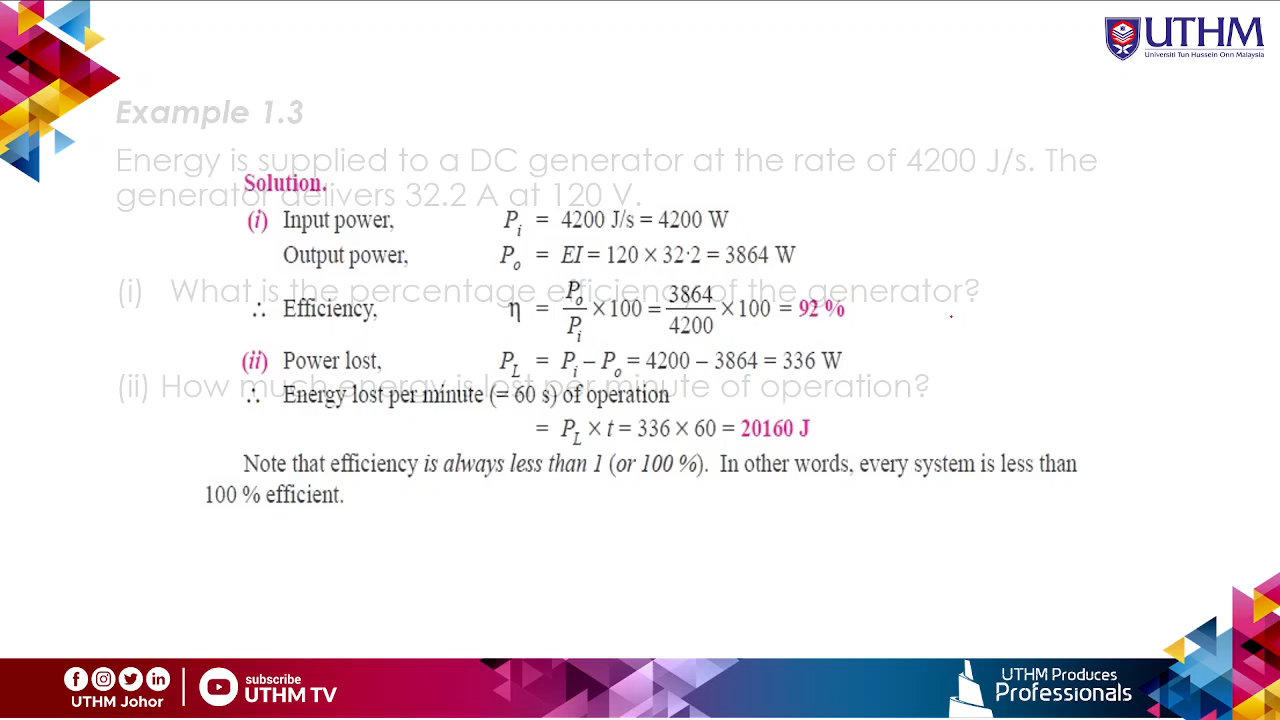 UTHM
Universiti Tun Hussein Onn Malaysia
Example 1.3
Energy is supplied to a DC generator at the rate of 4200 J/s. The
generator delivers 32.2 A at 120 V.
Solution.
(i) Input power, Pᵢ = 4200 J/s = 4200 W
Output power, Pₒ = EI = 120 × 32·2 = 3864 W
(i) What is the percentage efficiency of the generator?
∴ Efficiency, η = Pₒ/Pᵢ × 100 = 3864/4200 × 100 = 92 %
(ii) Power lost, P_L = Pᵢ – Pₒ = 4200 – 3864 = 336 W
(ii) How much energy is lost per minute of operation?
∴ Energy lost per minute (= 60 s) of operation
= P_L × t = 336 × 60 = 20160 J
Note that efficiency is always less than 1 (or 100 %). In other words, every system is less than
100 % efficient.
UTHM Johor
subscribe
UTHM TV
UTHM Produces
Professionals